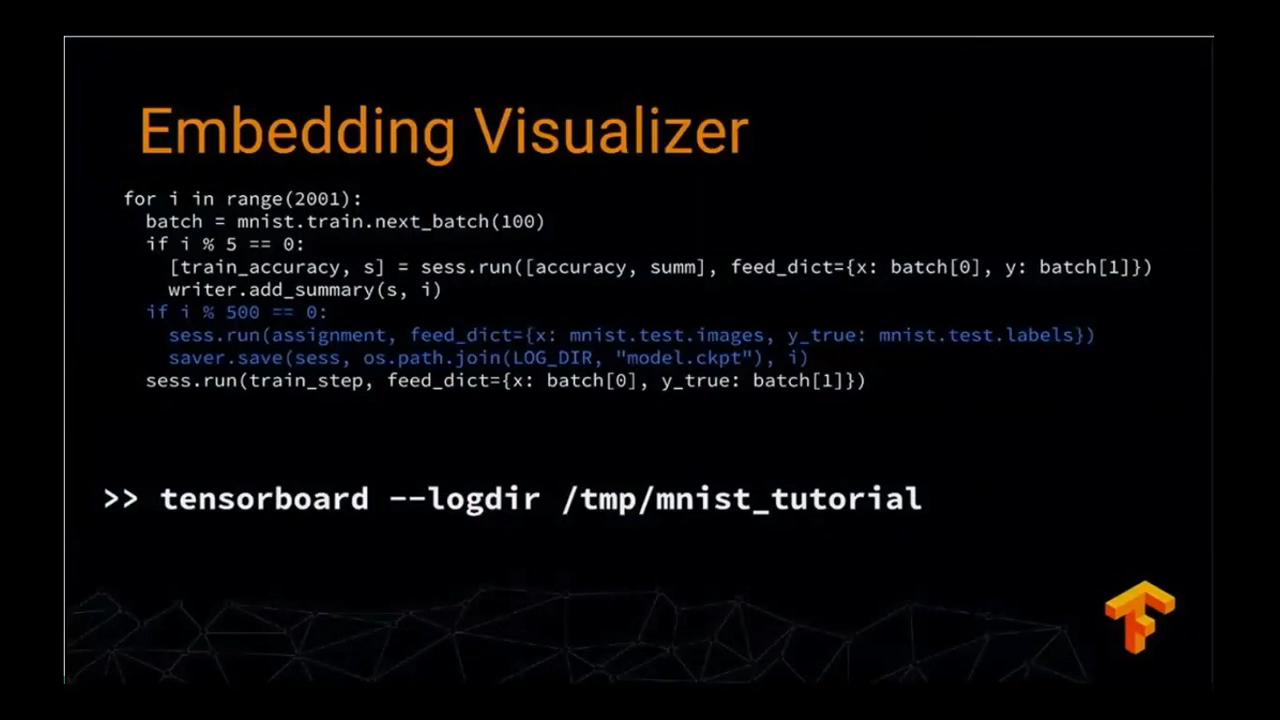 Embedding Visualizer
for i in range(2001):
  batch = mnist.train.next_batch(100)
  if i % 5 == 0:
    [train_accuracy, s] = sess.run([accuracy, summ], feed_dict={x: batch[0], y: batch[1]})
    writer.add_summary(s, i)
  if i % 500 == 0:
    sess.run(assignment, feed_dict={x: mnist.test.images, y_true: mnist.test.labels})
    saver.save(sess, os.path.join(LOG_DIR, "model.ckpt"), i)
  sess.run(train_step, feed_dict={x: batch[0], y_true: batch[1]})
>> tensorboard --logdir /tmp/mnist_tutorial